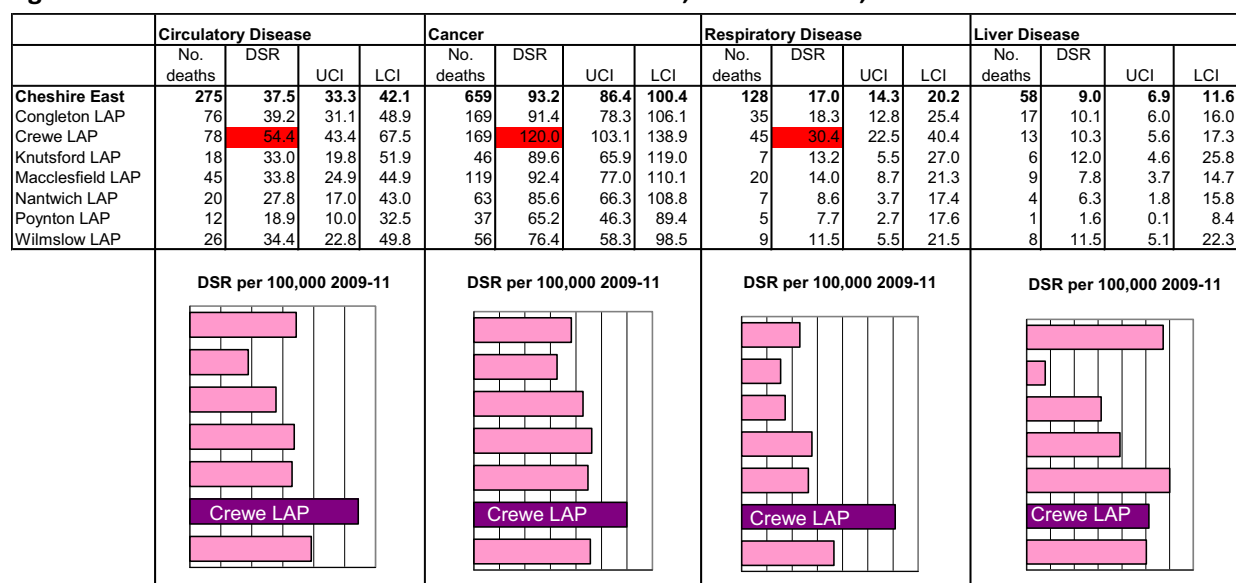 Circulatory Disease Cancer Respiratory Disease Liver Disease
No. DSR No. DSR No. DSR No. DSR
deaths UCI LCI deaths UCI LCI deaths UCI LCI deaths UCI LCI
Cheshire East 275 37.5 33.3 42.1 659 93.2 86.4 100.4 128 17.0 14.3 20.2 58 9.0 6.9 11.6
Congleton LAP 76 39.2 31.1 48.9 169 91.4 78.3 106.1 35 18.3 12.8 25.4 17 10.1 6.0 16.0
Crewe LAP 78 54.4 43.4 67.5 169 120.0 103.1 138.9 45 30.4 22.5 40.4 13 10.3 5.6 17.3
Knutsford LAP 18 33.0 19.8 51.9 46 89.6 65.9 119.0 7 13.2 5.5 27.0 6 12.0 4.6 25.8
Macclesfield LAP 45 33.8 24.9 44.9 119 92.4 77.0 110.1 20 14.0 8.7 21.3 9 7.8 3.7 14.7
Nantwich LAP 20 27.8 17.0 43.0 63 85.6 66.3 108.8 7 8.6 3.7 17.4 4 6.3 1.8 15.8
Poynton LAP 12 18.9 10.0 32.5 37 65.2 46.3 89.4 5 7.7 2.7 17.6 1 1.6 0.1 8.4
Wilmslow LAP 26 34.4 22.8 49.8 56 76.4 58.3 98.5 9 11.5 5.5 21.5 8 11.5 5.1 22.3
DSR per 100,000 2009-11 DSR per 100,000 2009-11 DSR per 100,000 2009-11 DSR per 100,000 2009-11
Crewe LAP Crewe LAP Crewe LAP Crewe LAP